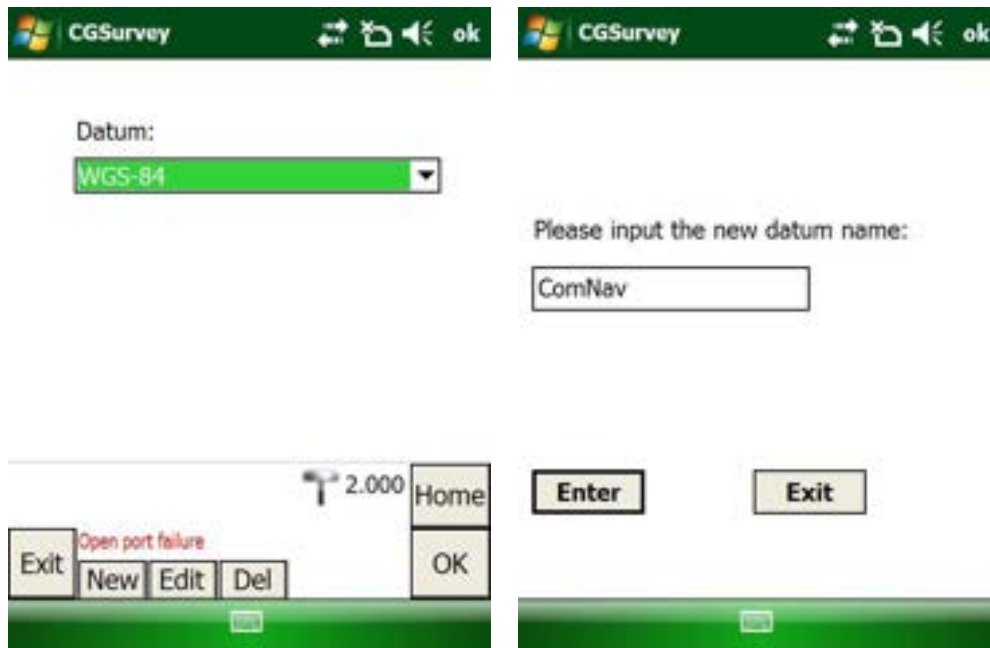 CGSurvey ok
Datum:
WGS-84
2.000
Home
Open port failure
Exit
New Edit Del
OK
CGSurvey ok
Please input the new datum name:
ComNav
Enter Exit